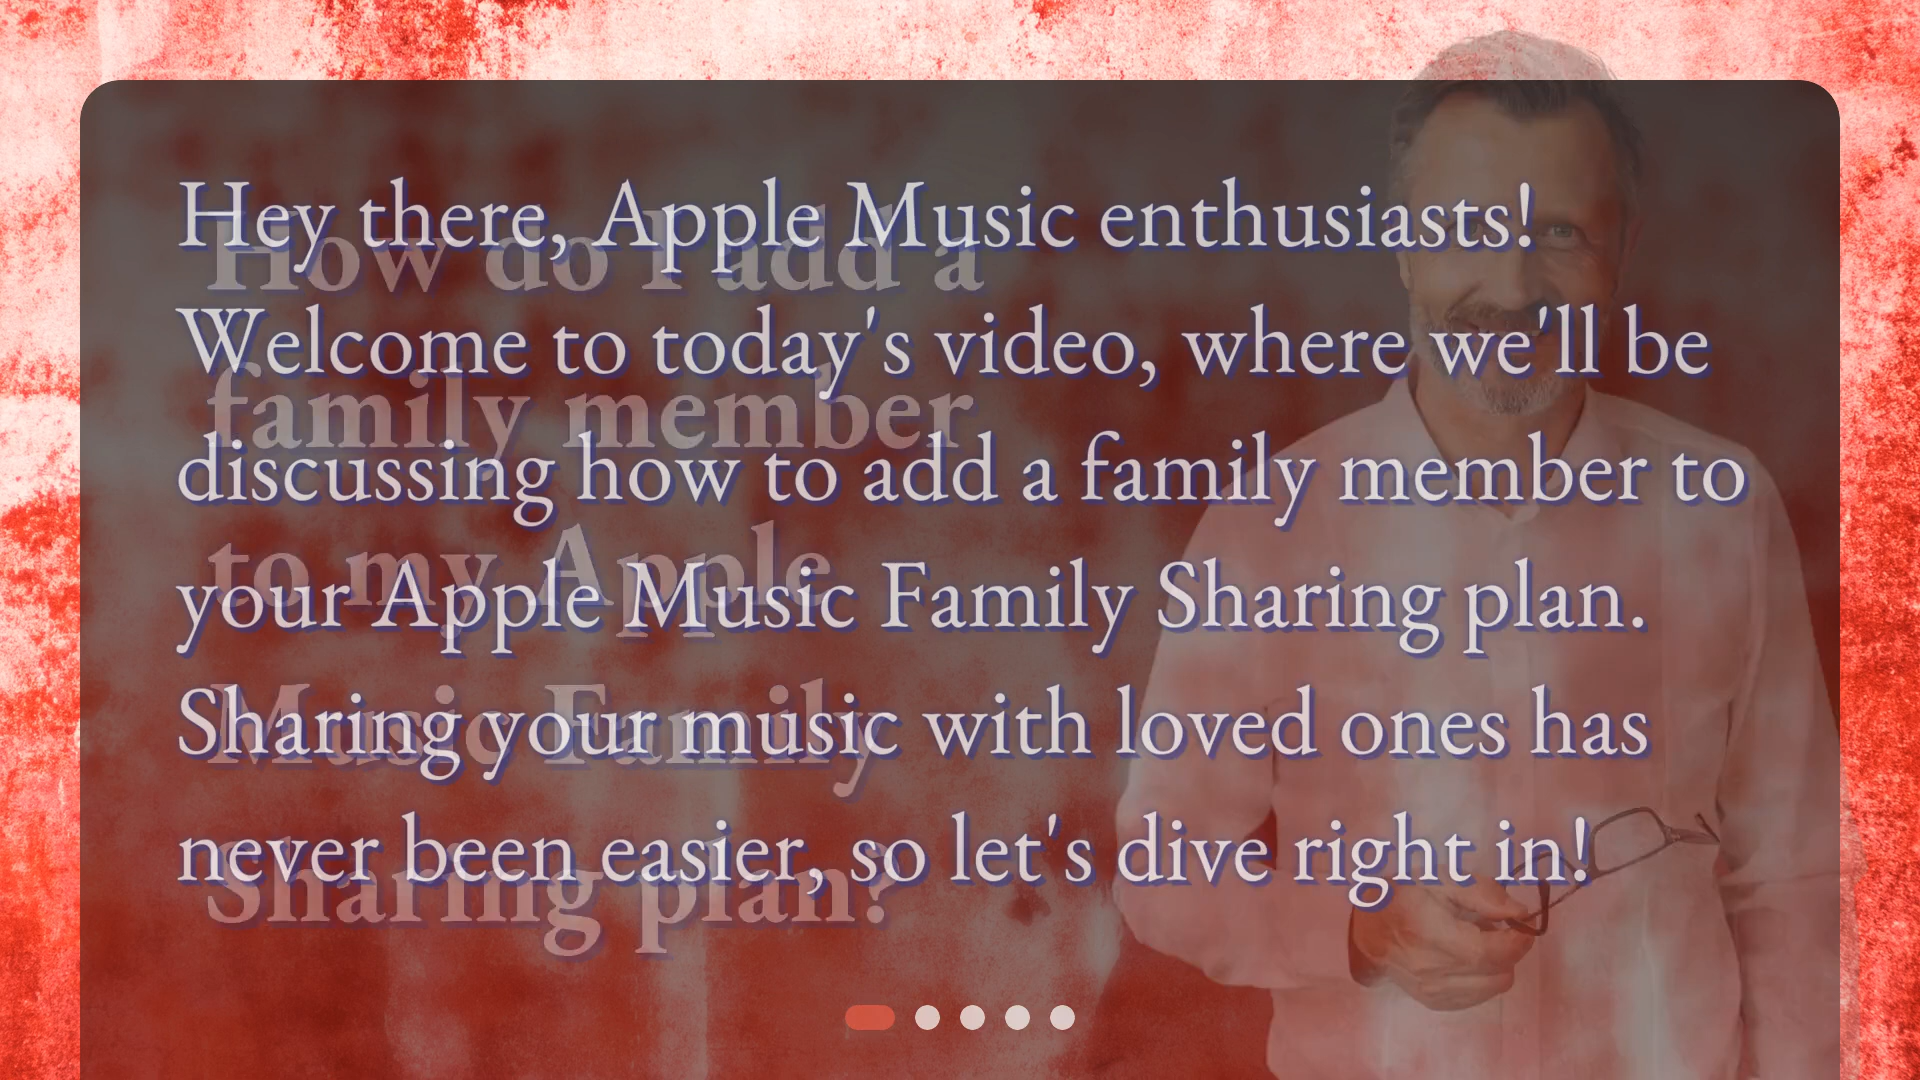 Hey there, Apple Music enthusiasts!
Welcome to today's video, where we'll be
discussing how to add a family member to
your Apple Music Family Sharing plan.
Sharing your music with loved ones has
never been easier, so let's dive right in!
How do I add a
family member
to my Apple
Music Family
Sharing plan?